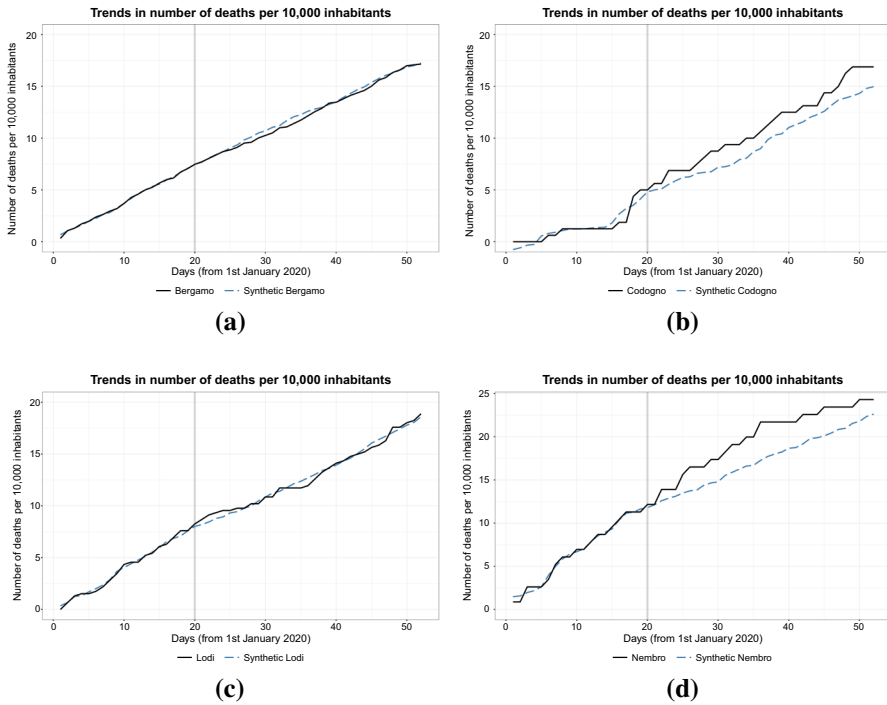 Trends in number of deaths per 10,000 inhabitants
Number of deaths per 10,000 inhabitants
20
15
10
5
0
0 10 20 30 40 50
Days (from 1st January 2020)
Bergamo Synthetic Bergamo
(a)
Trends in number of deaths per 10,000 inhabitants
Number of deaths per 10,000 inhabitants
20
15
10
5
0
0 10 20 30 40 50
Days (from 1st January 2020)
Codogno Synthetic Codogno
(b)
Trends in number of deaths per 10,000 inhabitants
Number of deaths per 10,000 inhabitants
20
15
10
5
0
0 10 20 30 40 50
Days (from 1st January 2020)
Lodi Synthetic Lodi
(c)
Trends in number of deaths per 10,000 inhabitants
Number of deaths per 10,000 inhabitants
25
20
15
10
5
0
0 10 20 30 40 50
Days (from 1st January 2020)
Nembro Synthetic Nembro
(d)